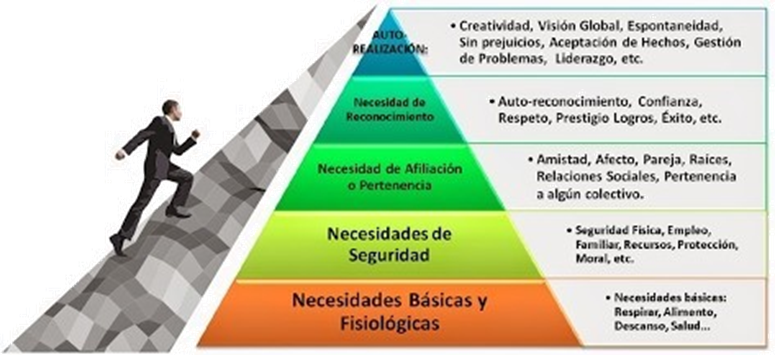 AUTO-
REALIZACIÓN:
• Creatividad, Visión Global, Espontaneidad,
Sin prejuicios, Aceptación de Hechos, Gestión
de Problemas, Liderazgo, etc.
Necesidad de
Reconocimiento
• Auto-reconocimiento, Confianza,
Respeto, Prestigio Logros, Éxito, etc.
Necesidad de Afiliación
o Pertenencia
• Amistad, Afecto, Pareja, Raíces,
Relaciones Sociales, Pertenencia
a algún colectivo.
Necesidades de
Seguridad
• Seguridad Física, Empleo,
Familiar, Recursos, Protección,
Moral, etc.
Necesidades Básicas y
Fisiológicas
• Necesidades básicas:
Respirar, Alimento,
Descanso, Salud...